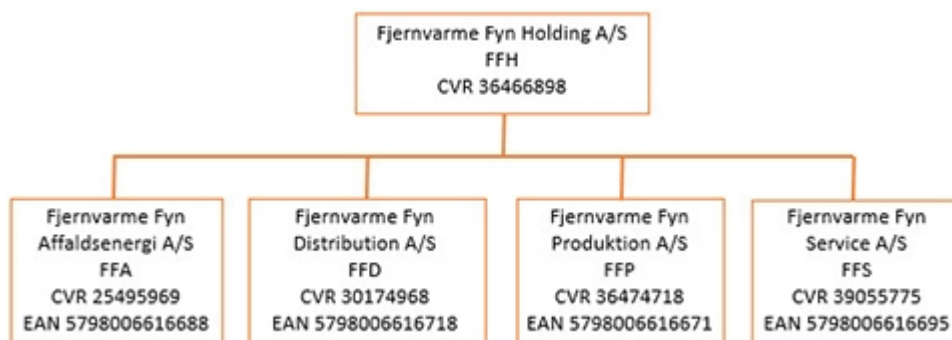 Fjernvarme Fyn Holding A/S
FFH
CVR 36466898
Fjernvarme Fyn
Affaldsenergi A/S
FFA
CVR 25495969
EAN 5798006616688
Fjernvarme Fyn
Distribution A/S
FFD
CVR 30174968
EAN 5798006616718
Fjernvarme Fyn
Produktion A/S
FFP
CVR 36474718
EAN 5798006616671
Fjernvarme Fyn
Service A/S
FFS
CVR 39055775
EAN 5798006616695